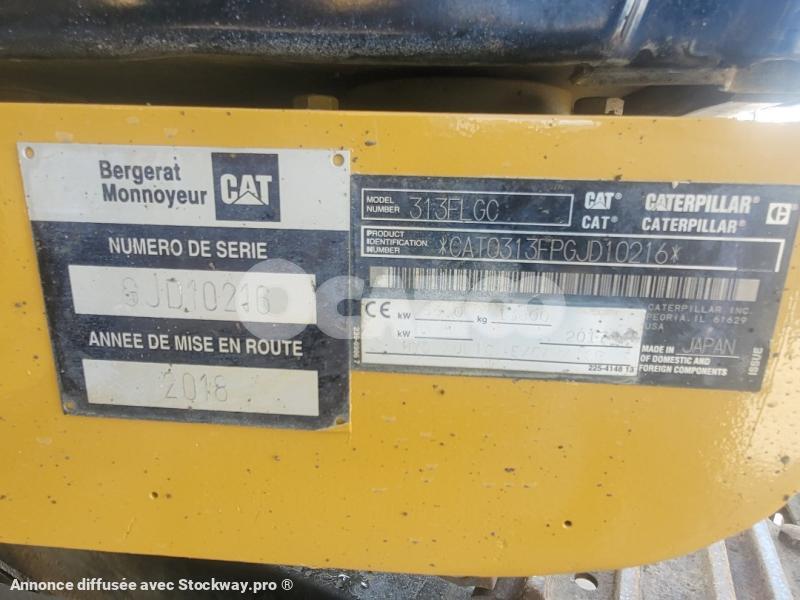 Bergerat
Monnoyeur
CAT
NUMERO DE SERIE
GJD10216
ANNEE DE MISE EN ROUTE
2018
MODEL
NUMBER
313FLGC
CAT® CATERPILLAR®
CAT® CATERPILLAR®
PRODUCT
IDENTIFICATION
NUMBER
*CAT0313FPGJD10216*
CE
kW
kg
kW
CATERPILLAR INC.
PEORIA, IL 61629
USA
MADE IN JAPAN
OF DOMESTIC AND
FOREIGN COMPONENTS
225-4148 13
Annonce diffusée avec Stockway.pro ®